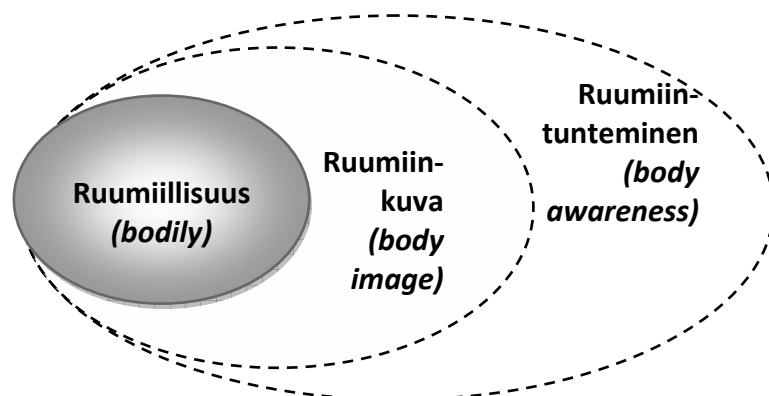 Ruumiillisuus
(bodily)
Ruumiin-
kuva
(body
image)
Ruumiin-
tunteminen
(body
awareness)